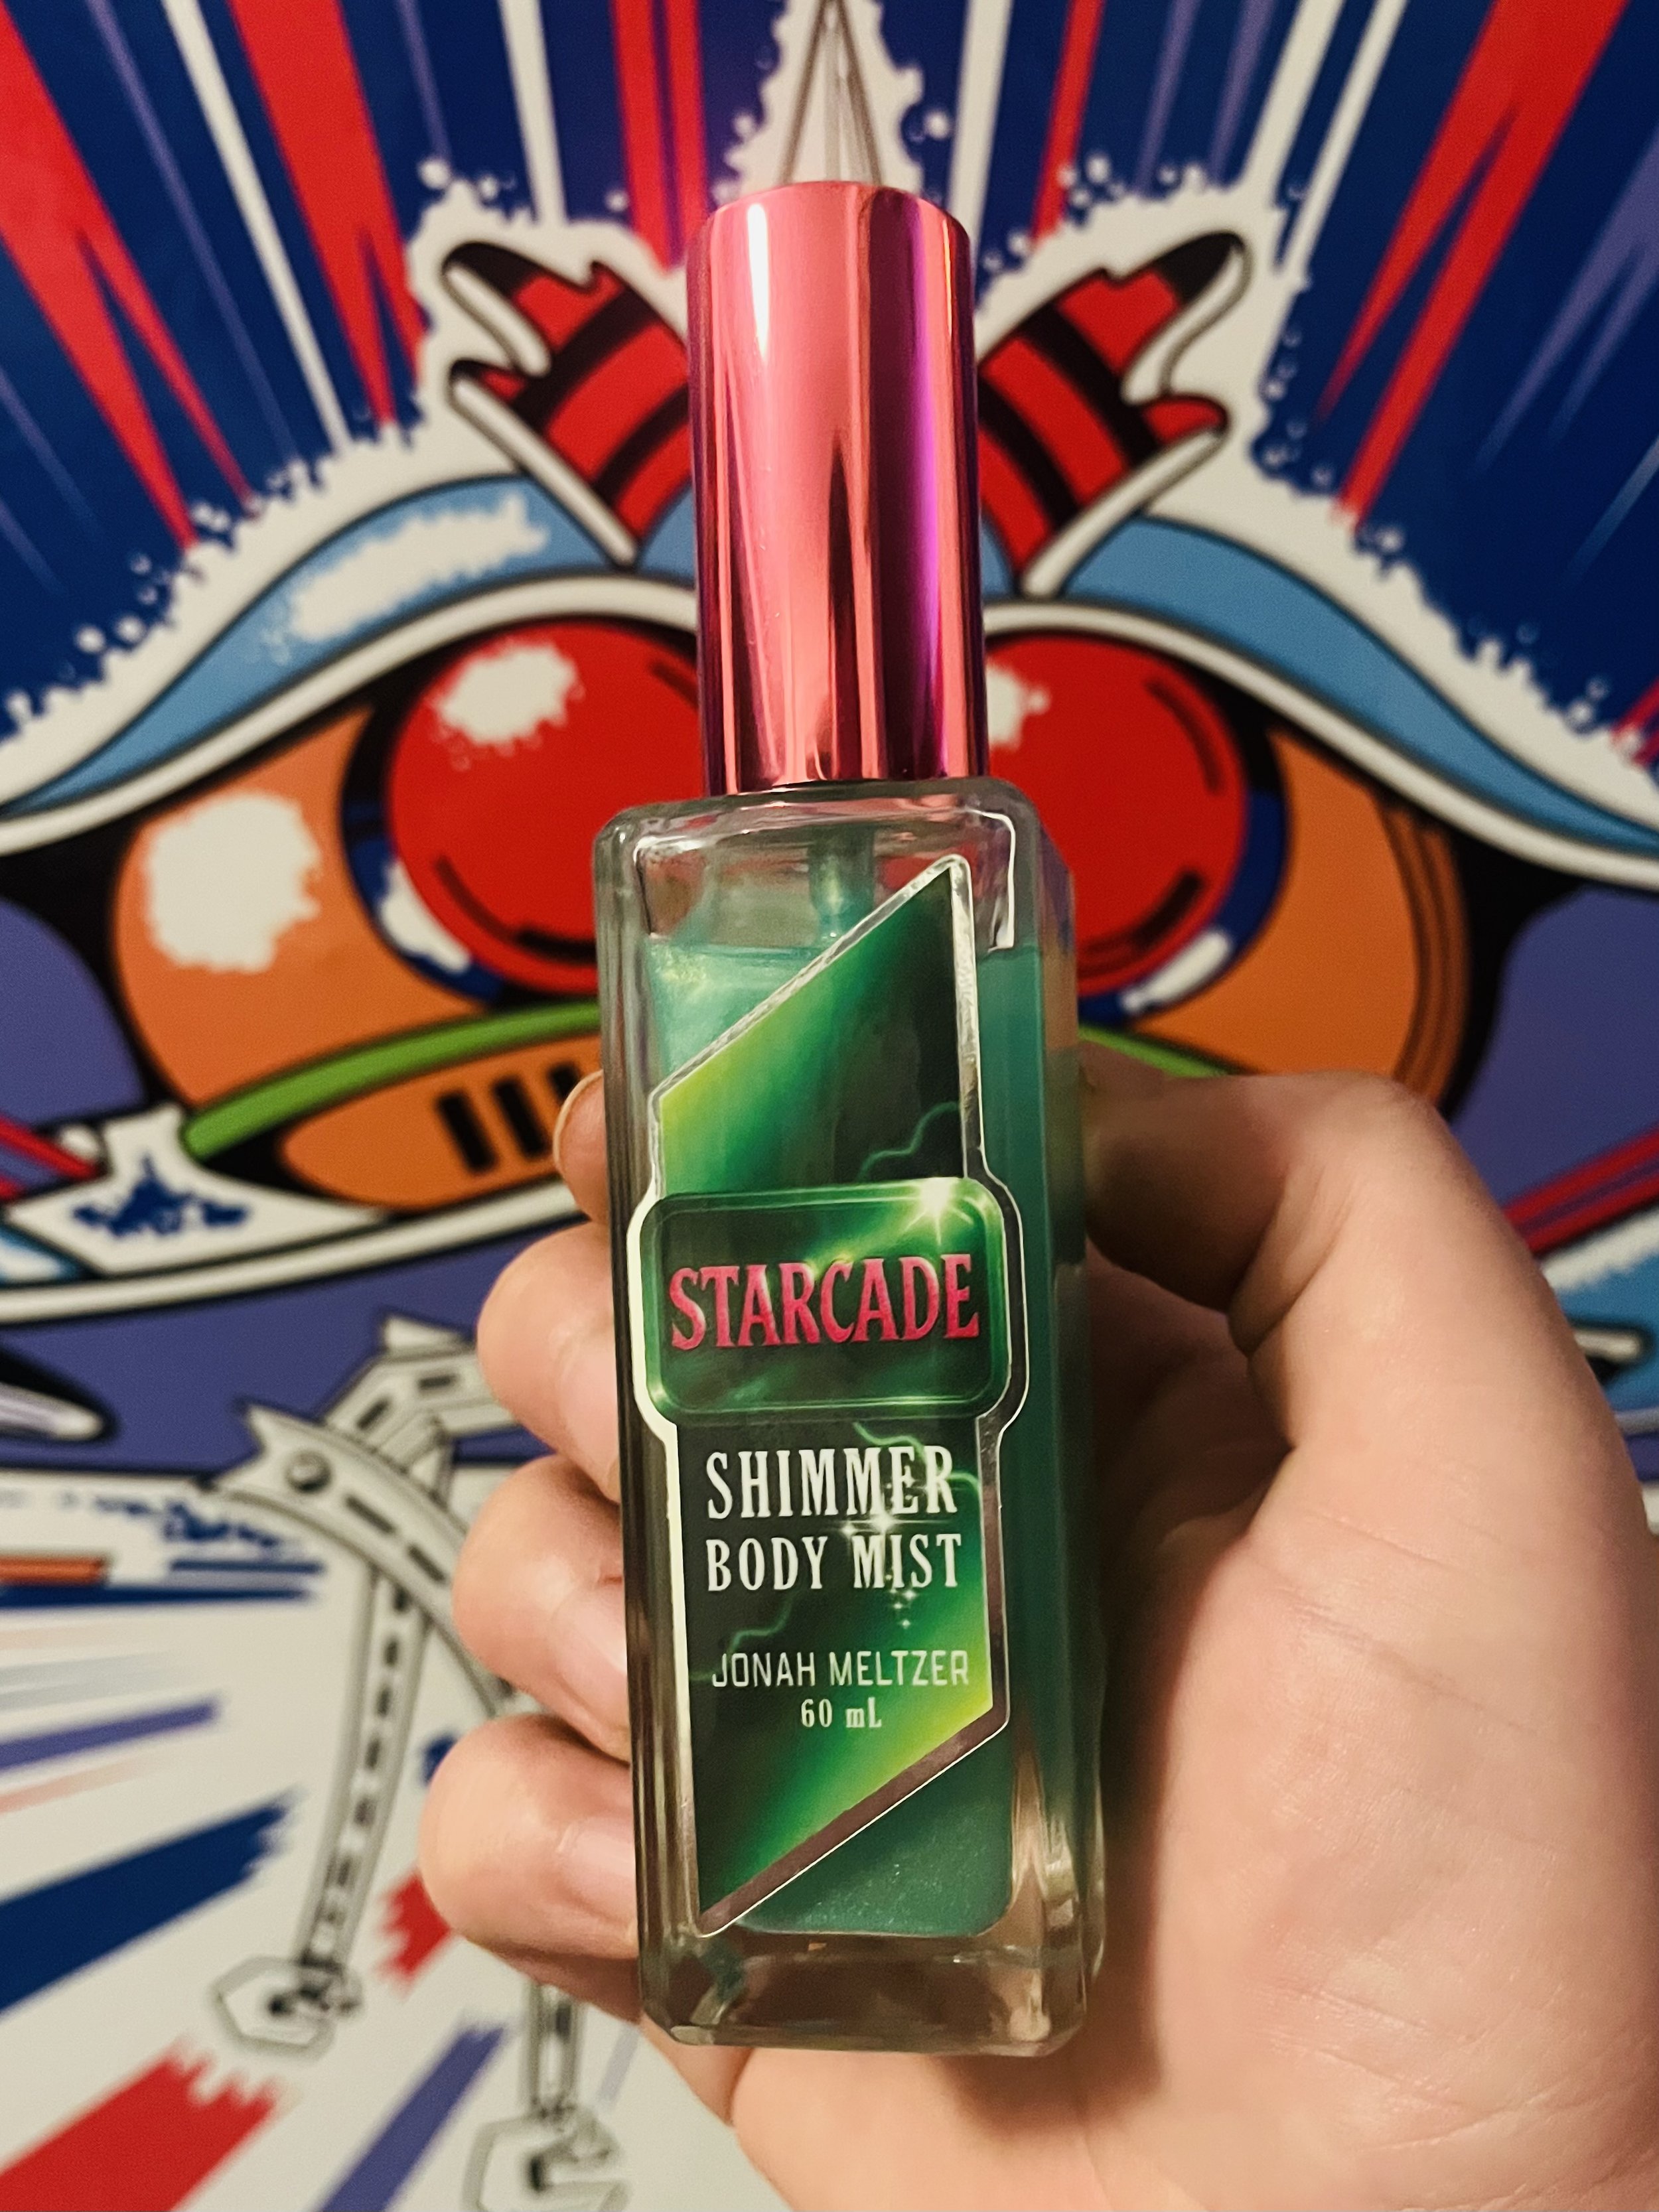 STARCADE
SHIMMER
BODY MIST
JONAH MELTZER
60 mL